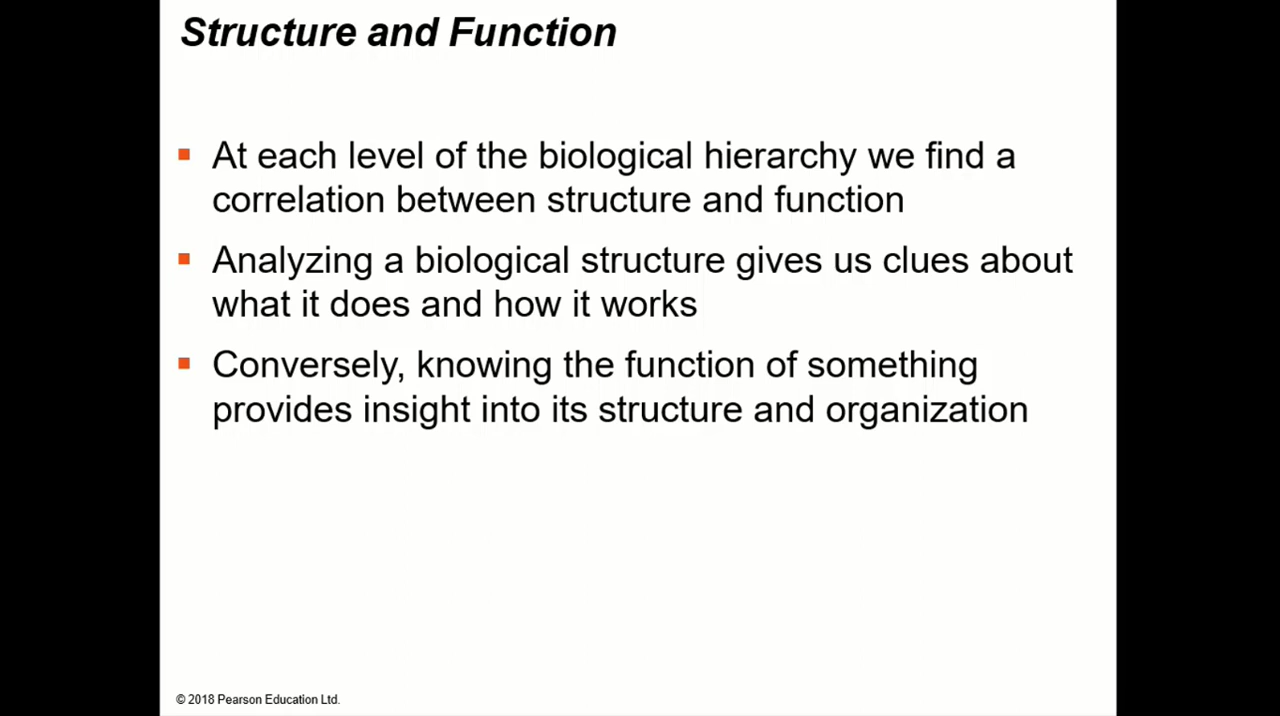 Structure and Function
At each level of the biological hierarchy we find a
correlation between structure and function
Analyzing a biological structure gives us clues about
what it does and how it works
Conversely, knowing the function of something
provides insight into its structure and organization
© 2018 Pearson Education Ltd.